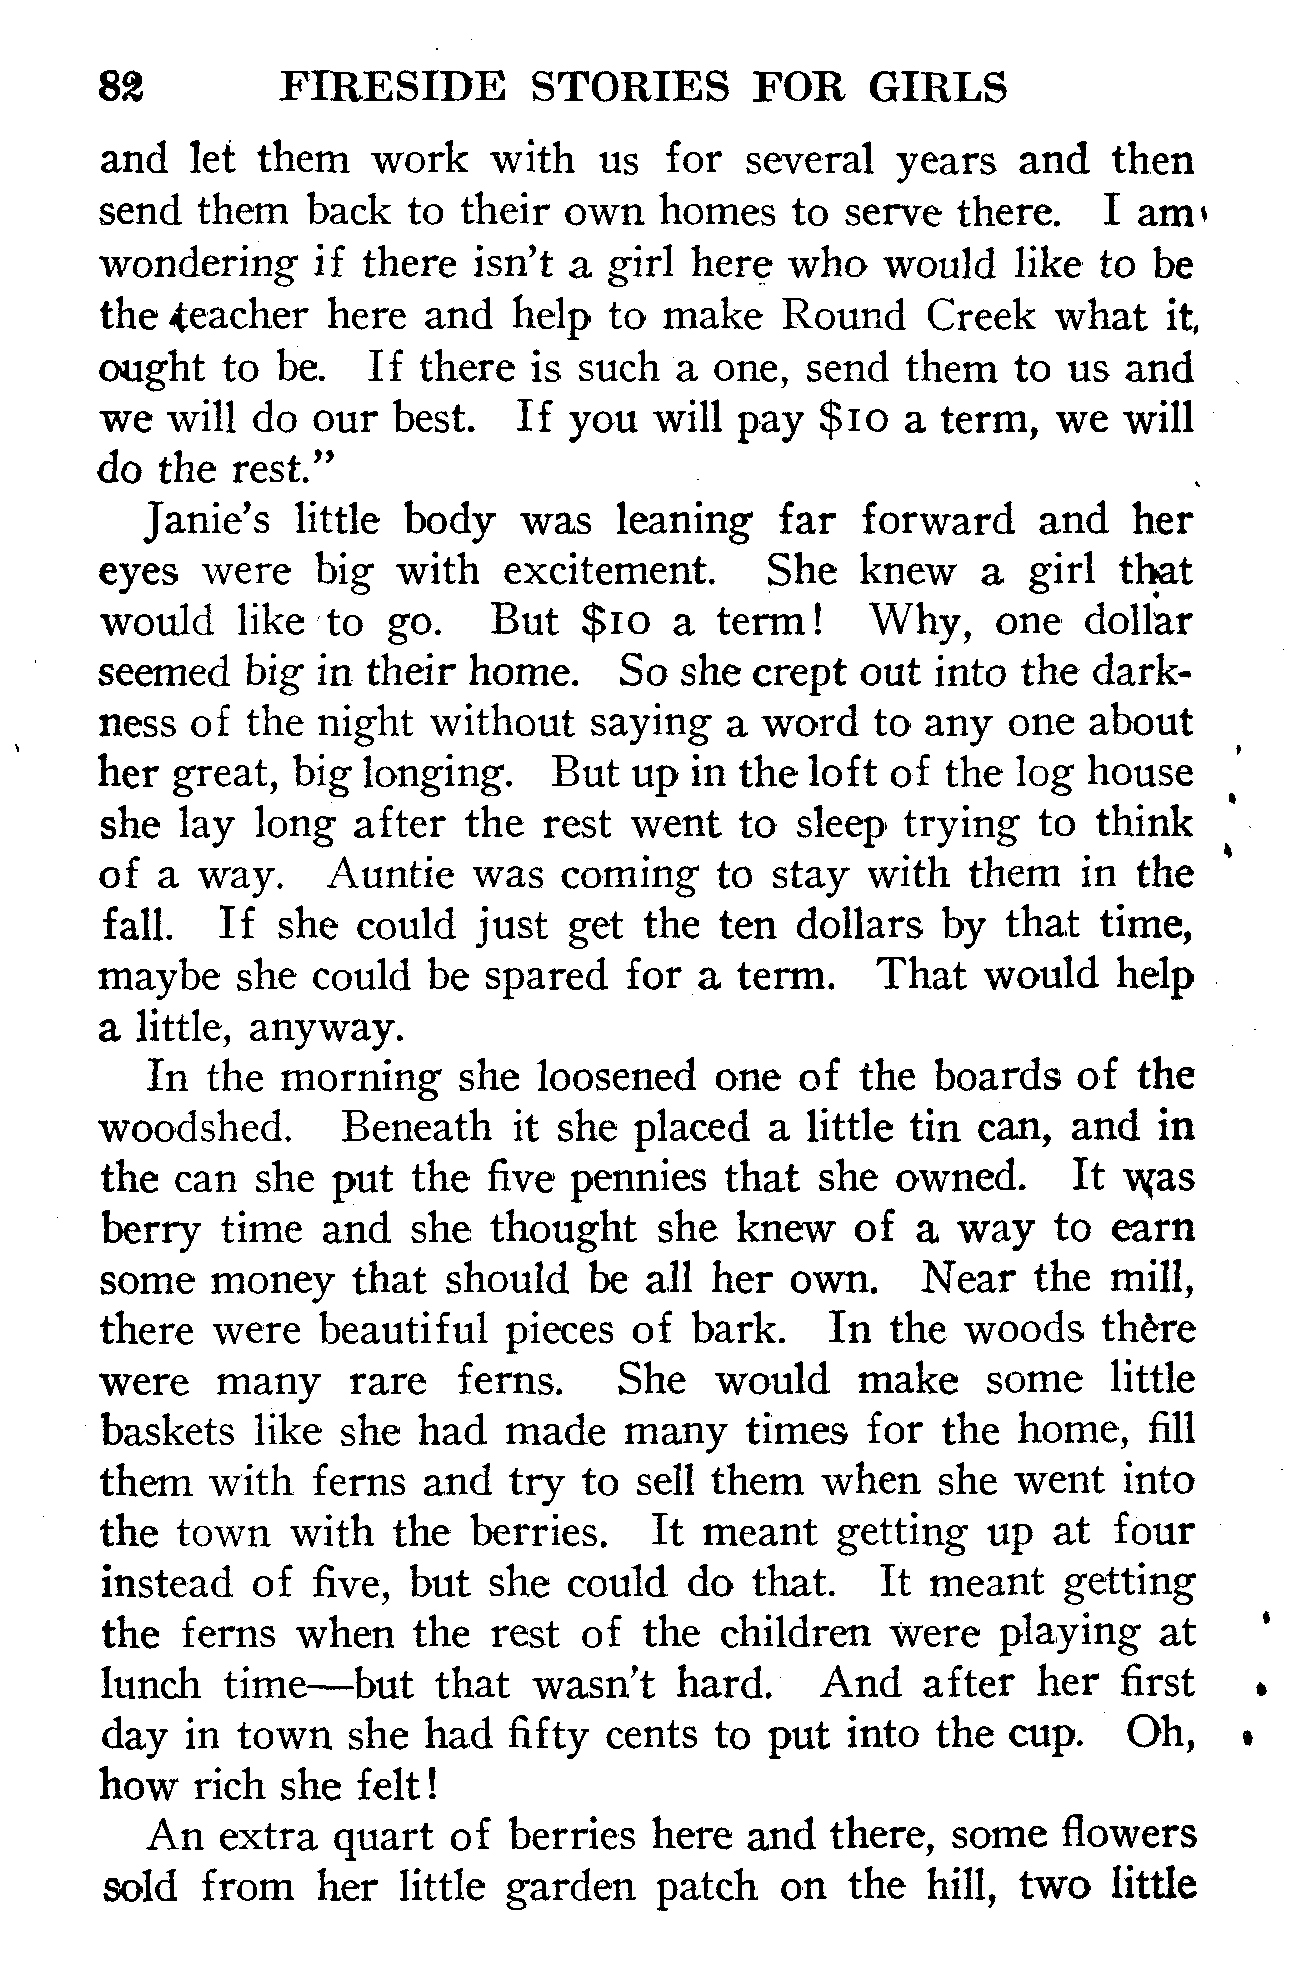 82 FIRESIDE STORIES FOR GIRLS
and let them work with us for several years and then
send them back to their own homes to serve there. I am
wondering if there isn't a girl here who would like to be
the teacher here and help to make Round Creek what it
ought to be. If there is such a one, send them to us and
we will do our best. If you will pay $10 a term, we will
do the rest."
Janie's little body was leaning far forward and her
eyes were big with excitement. She knew a girl that
would like to go. But $10 a term! Why, one dollar
seemed big in their home. So she crept out into the dark-
ness of the night without saying a word to any one about
her great, big longing. But up in the loft of the log house
she lay long after the rest went to sleep trying to think
of a way. Auntie was coming to stay with them in the
fall. If she could just get the ten dollars by that time,
maybe she could be spared for a term. That would help
a little, anyway.
In the morning she loosened one of the boards of the
woodshed. Beneath it she placed a little tin can, and in
the can she put the five pennies that she owned. It was
berry time and she thought she knew of a way to earn
some money that should be all her own. Near the mill,
there were beautiful pieces of bark. In the woods there
were many rare ferns. She would make some little
baskets like she had made many times for the home, fill
them with ferns and try to sell them when she went into
the town with the berries. It meant getting up at four
instead of five, but she could do that. It meant getting
the ferns when the rest of the children were playing at
lunch time—but that wasn't hard. And after her first
day in town she had fifty cents to put into the cup. Oh,
how rich she felt!
An extra quart of berries here and there, some flowers
sold from her little garden patch on the hill, two little